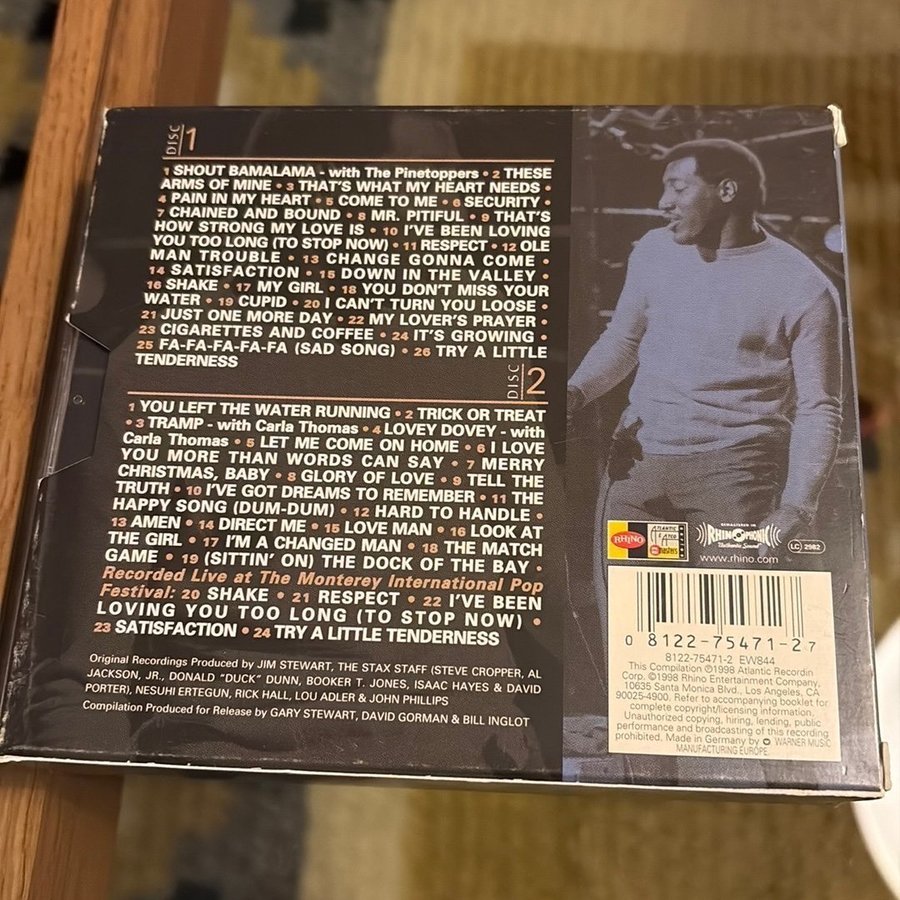 DISC 1
1 SHOUT BAMALAMA - with The Pinetoppers • 2 THESE
ARMS OF MINE • 3 THAT'S WHAT MY HEART NEEDS •
4 PAIN IN MY HEART • 5 COME TO ME • 6 SECURITY •
7 CHAINED AND BOUND • 8 MR. PITIFUL • 9 THAT'S
HOW STRONG MY LOVE IS • 10 I'VE BEEN LOVING
YOU TOO LONG (TO STOP NOW) • 11 RESPECT • 12 OLE
MAN TROUBLE • 13 CHANGE GONNA COME •
14 SATISFACTION • 15 DOWN IN THE VALLEY •
16 SHAKE • 17 MY GIRL • 18 YOU DON'T MISS YOUR
WATER • 19 CUPID • 20 I CAN'T TURN YOU LOOSE •
21 JUST ONE MORE DAY • 22 MY LOVER'S PRAYER •
23 CIGARETTES AND COFFEE • 24 IT'S GROWING •
25 FA-FA-FA-FA-FA (SAD SONG) • 26 TRY A LITTLE
TENDERNESS
DISC 2
1 YOU LEFT THE WATER RUNNING • 2 TRICK OR TREAT
• 3 TRAMP - with Carla Thomas • 4 LOVEY DOVEY - with
Carla Thomas • 5 LET ME COME ON HOME • 6 I LOVE
YOU MORE THAN WORDS CAN SAY • 7 MERRY
CHRISTMAS, BABY • 8 GLORY OF LOVE • 9 TELL THE
TRUTH • 10 I'VE GOT DREAMS TO REMEMBER • 11 THE
HAPPY SONG (DUM-DUM) • 12 HARD TO HANDLE •
13 AMEN • 14 DIRECT ME • 15 LOVE MAN • 16 LOOK AT
THE GIRL • 17 I'M A CHANGED MAN • 18 THE MATCH
GAME • 19 (SITTIN' ON) THE DOCK OF THE BAY •
Recorded Live at The Monterey International Pop
Festival: 20 SHAKE • 21 RESPECT • 22 I'VE BEEN
LOVING YOU TOO LONG (TO STOP NOW) •
23 SATISFACTION • 24 TRY A LITTLE TENDERNESS
Original Recordings Produced by JIM STEWART, THE STAX STAFF (STEVE CROPPER, AL
JACKSON, JR., DONALD "DUCK" DUNN, BOOKER T. JONES, ISAAC HAYES & DAVID
PORTER), NESUHI ERTEGUN, RICK HALL, LOU ADLER & JOHN PHILLIPS
Compilation Produced for Release by GARY STEWART, DAVID GORMAN & BILL INGLOT
RHINO
ATLANTIC
& ATCO
masters
REMASTERED IN
RHINOPHONIC
Authentic Sound
LC 2982
www.rhino.com
0 8122-75471-2 7
8122-75471-2 EW844
This Compilation ℗1998 Atlantic Recordin
Corp. ©1998 Rhino Entertainment Company,
10635 Santa Monica Blvd., Los Angeles, CA
90025-4900. Refer to accompanying booklet for
complete copyright/licensing information.
Unauthorized copying, hiring, lending, public
performance and broadcasting of this recording
prohibited. Made in Germany by WARNER MUSIC
MANUFACTURING EUROPE